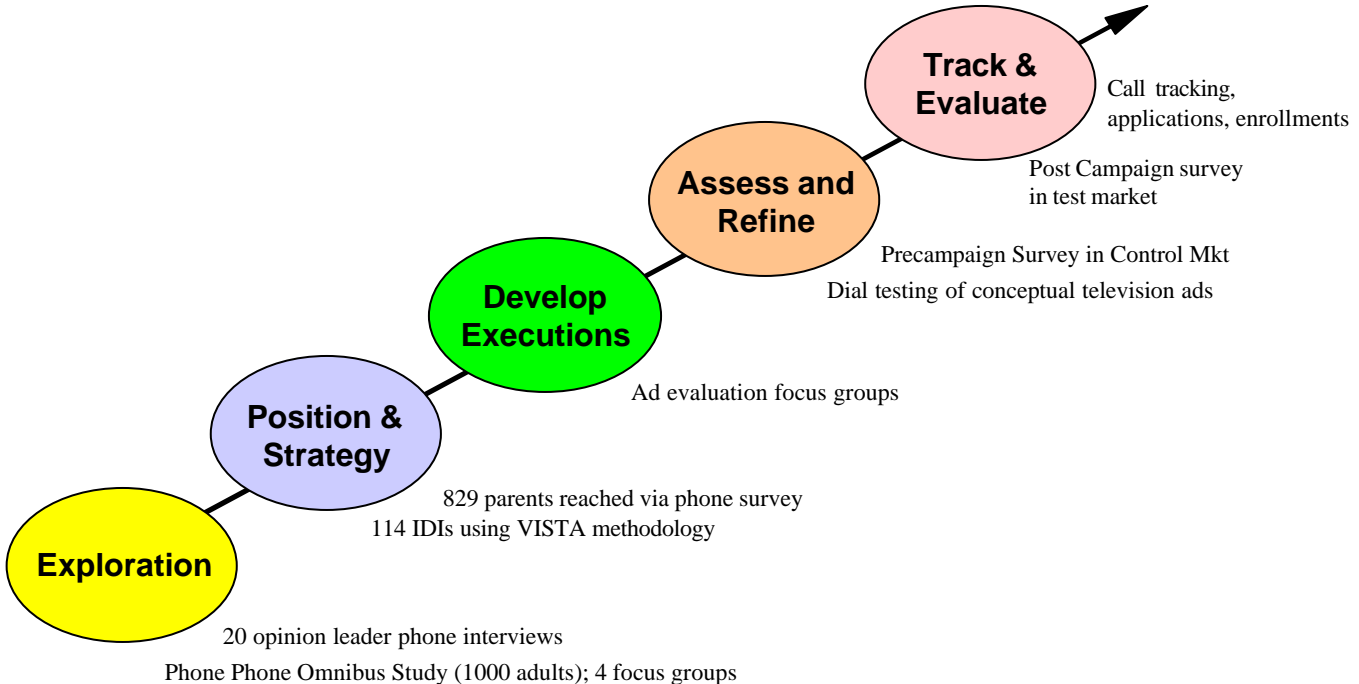 Track &
Evaluate
Call tracking,
applications, enrollments
Post Campaign survey
in test market
Assess and
Refine
Precampaign Survey in Control Mkt
Dial testing of conceptual television ads
Develop
Executions
Ad evaluation focus groups
Position &
Strategy
829 parents reached via phone survey
114 IDIs using VISTA methodology
Exploration
20 opinion leader phone interviews
Phone Phone Omnibus Study (1000 adults); 4 focus groups